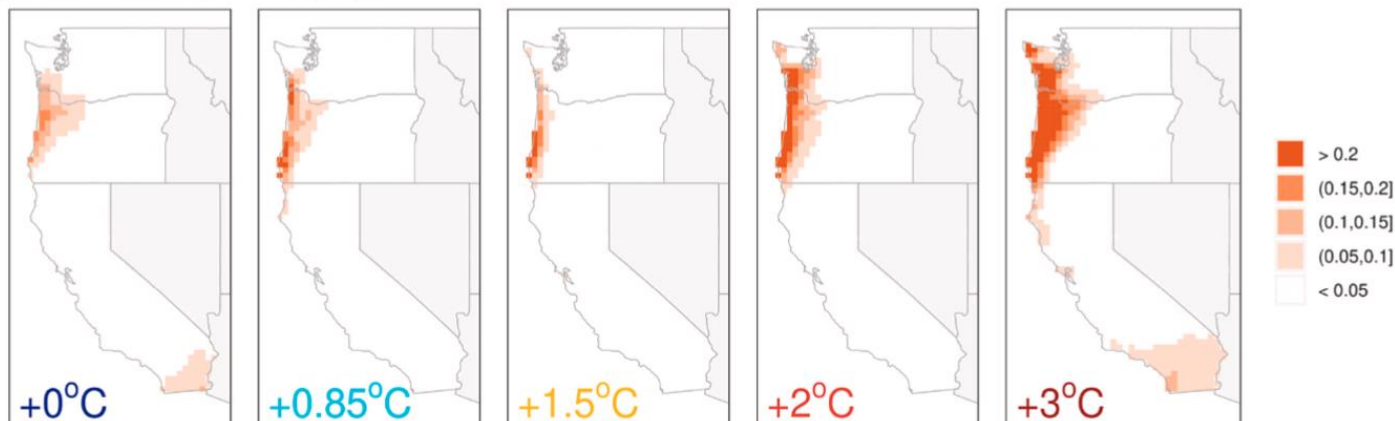 > 0.2
(0.15,0.2]
(0.1,0.15]
(0.05,0.1]
< 0.05
+0°C
+0.85°C
+1.5°C
+2°C
+3°C